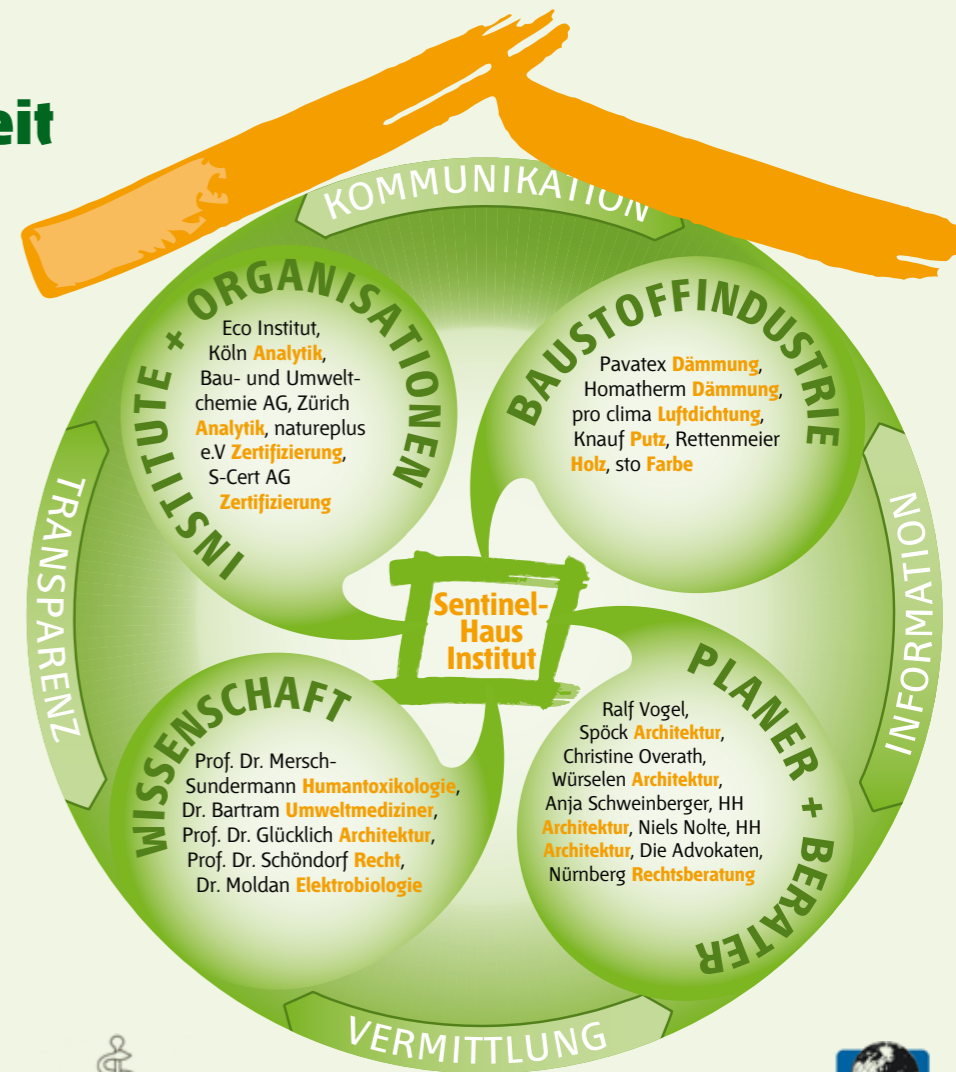 eit
KOMMUNIKATION
INSTITUTE + ORGANISATIONEN
Eco Institut,
Köln Analytik,
Bau- und Umwelt-
chemie AG, Zürich
Analytik, natureplus
e.V Zertifizierung,
S-Cert AG
Zertifizierung
BAUSTOFFINDUSTRIE
Pavatex Dämmung,
Homatherm Dämmung,
pro clima Luftdichtung,
Knauf Putz, Rettenmeier
Holz, sto Farbe
TRANSPARENZ
INFORMATION
Sentinel-
Haus
Institut
WISSENSCHAFT
Prof. Dr. Mersch-
Sundermann Humantoxikologie,
Dr. Bartram Umweltmediziner,
Prof. Dr. Glücklich Architektur,
Prof. Dr. Schöndorf Recht,
Dr. Moldan Elektrobiologie
PLANER + BERATER
Ralf Vogel,
Spöck Architektur,
Christine Overath,
Würselen Architektur,
Anja Schweinberger, HH
Architektur, Niels Nolte, HH
Architektur, Die Advokaten,
Nürnberg Rechtsberatung
VERMITTLUNG